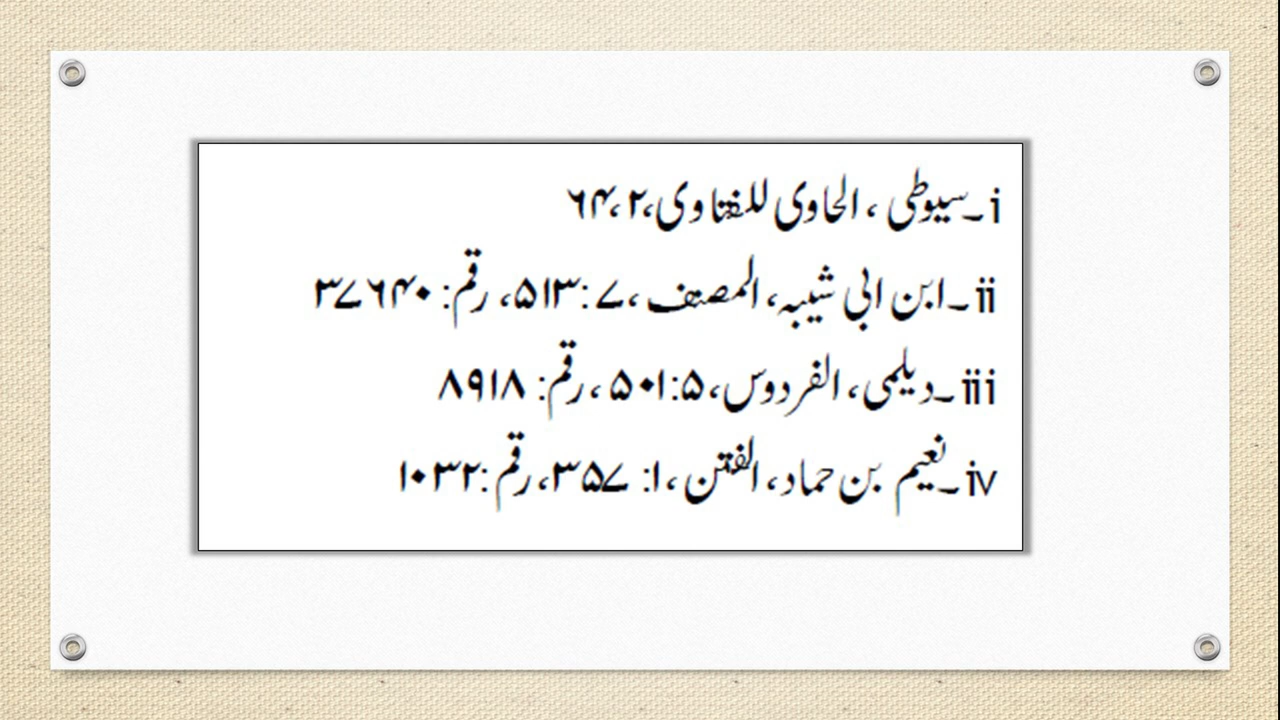 i۔سیوطی ، الحاوی للفتاوی،۲ ،۶۴
ii۔ابن ابی شیبہ، المصنف ،۷ :۵۱۳، رقم: ۳۷۶۴۰
iii۔دیلمی ، الفردوس،۵:۵۰۱ ،رقم: ۸۹۱۸
iv۔نعیم بن حماد، الفتن ،۱: ۳۵۷،رقم :۱۰۳۲